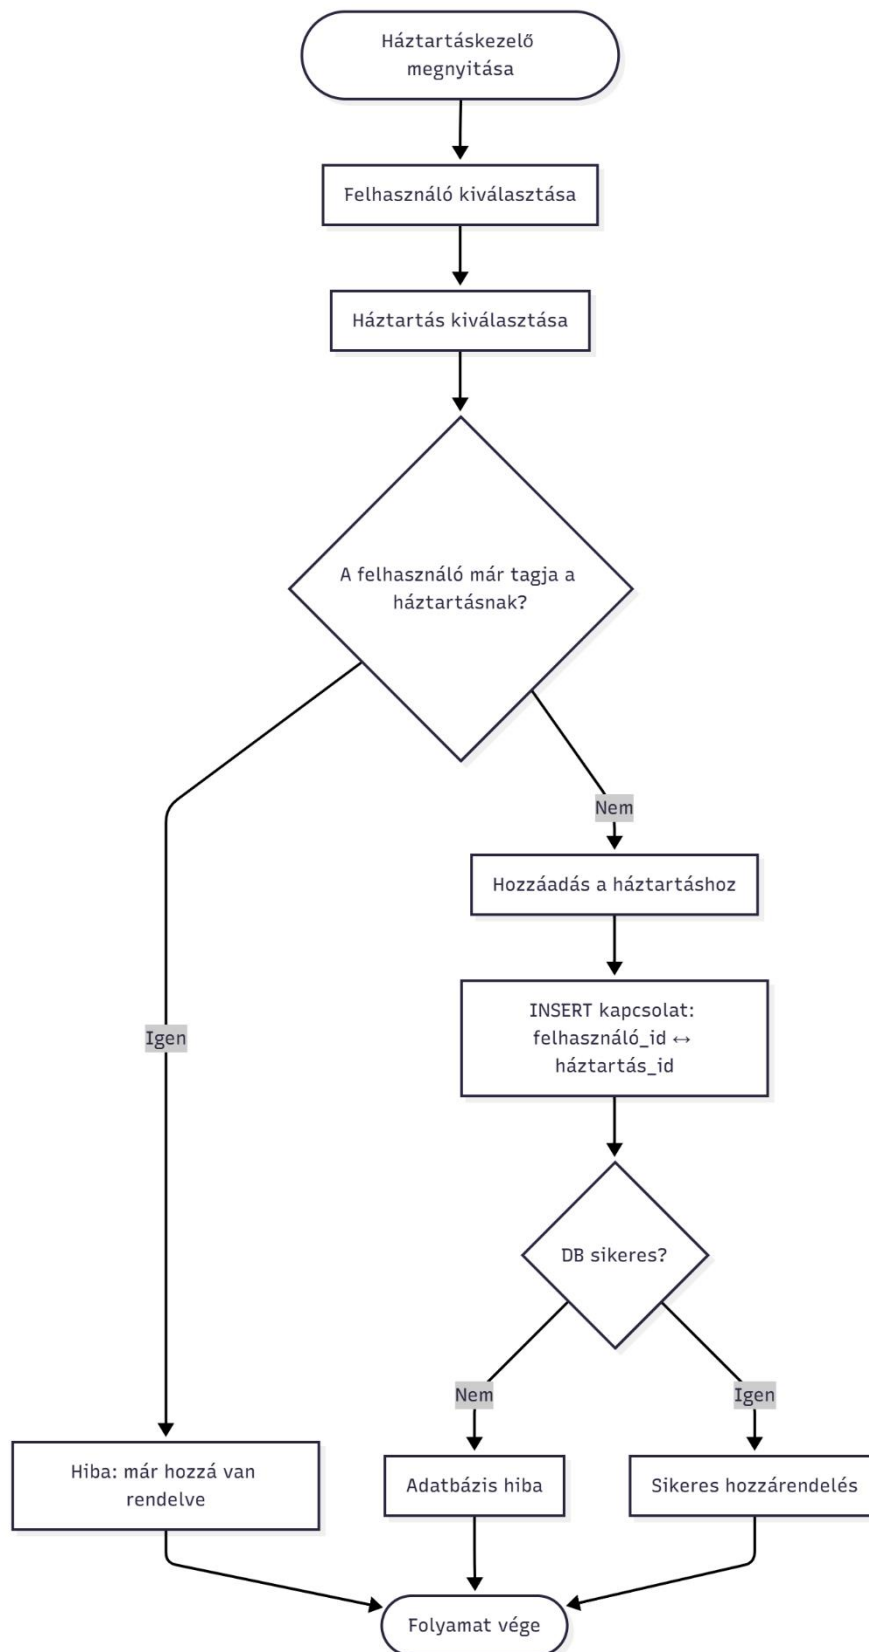 Háztartáskezelő
megnyitása
Felhasználó kiválasztása
Háztartás kiválasztása
A felhasználó már tagja a
háztartásnak?
Nem
Hozzáadás a háztartáshoz
INSERT kapcsolat:
felhasználó_id ↔
háztartás_id
Igen
DB sikeres?
Nem
Igen
Hiba: már hozzá van
rendelve
Adatbázis hiba
Sikeres hozzárendelés
Folyamat vége